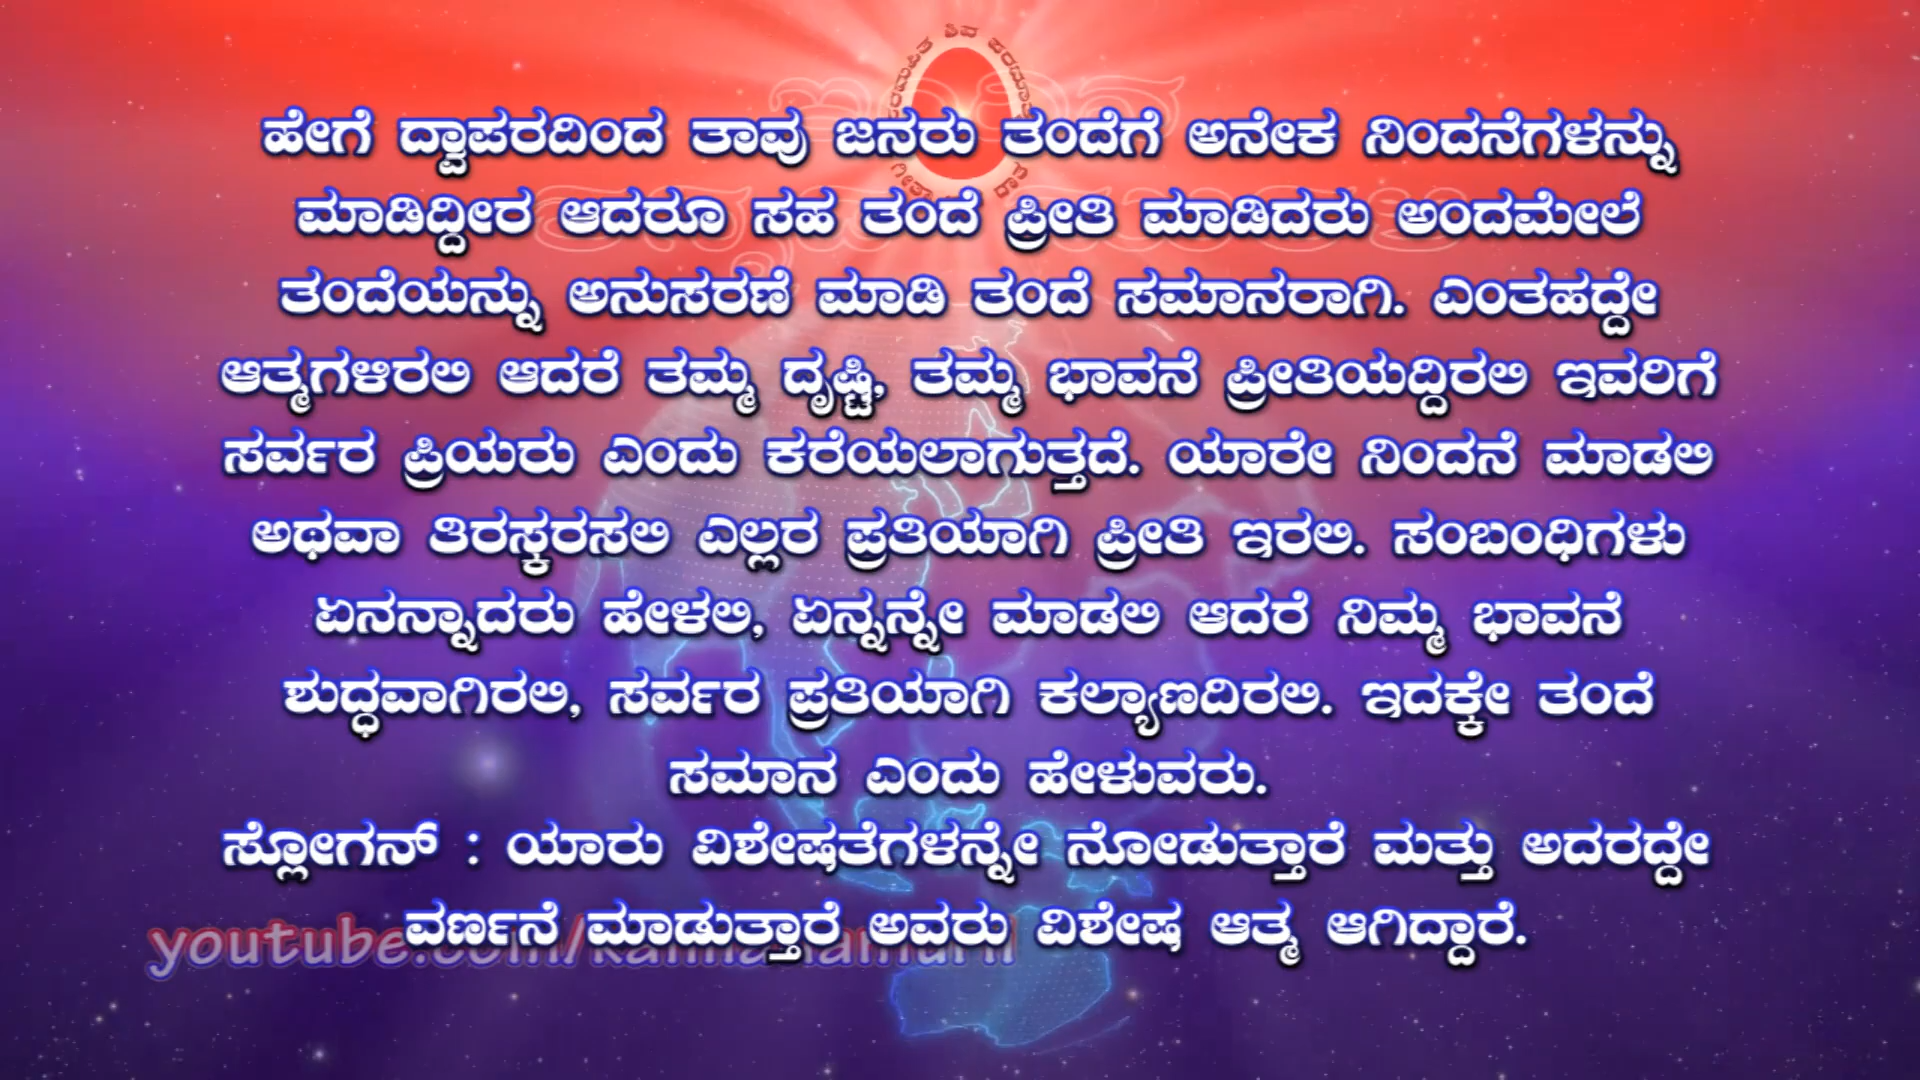 ಹೇಗೆ ದ್ವಾಪರದಿಂದ ತಾವು ಜನರು ತಂದೆಗೆ ಅನೇಕ ನಿಂದನೆಗಳನ್ನು
ಮಾಡಿದ್ದೀರ ಆದರೂ ಸಹ ತಂದೆ ಪ್ರೀತಿ ಮಾಡಿದರು ಅಂದಮೇಲೆ
ತಂದೆಯನ್ನು ಅನುಸರಣೆ ಮಾಡಿ ತಂದೆ ಸಮಾನರಾಗಿ. ಎಂತಹದ್ದೇ
ಆತ್ಮಗಳಿರಲಿ ಆದರೆ ತಮ್ಮ ದೃಷ್ಟಿ, ತಮ್ಮ ಭಾವನೆ ಪ್ರೀತಿಯದ್ದಿರಲಿ ಇವರಿಗೆ
ಸರ್ವರ ಪ್ರಿಯರು ಎಂದು ಕರೆಯಲಾಗುತ್ತದೆ. ಯಾರೇ ನಿಂದನೆ ಮಾಡಲಿ
ಅಥವಾ ತಿರಸ್ಕರಸಲಿ ಎಲ್ಲರ ಪ್ರತಿಯಾಗಿ ಪ್ರೀತಿ ಇರಲಿ. ಸಂಬಂಧಿಗಳು
ಏನನ್ನಾದರು ಹೇಳಲಿ, ಏನ್ನನ್ನೇ ಮಾಡಲಿ ಆದರೆ ನಿಮ್ಮ ಭಾವನೆ
ಶುದ್ಧವಾಗಿರಲಿ, ಸರ್ವರ ಪ್ರತಿಯಾಗಿ ಕಲ್ಯಾಣದಿರಲಿ. ಇದಕ್ಕೇ ತಂದೆ
ಸಮಾನ ಎಂದು ಹೇಳುವರು.
ಸ್ಲೋಗನ್ : ಯಾರು ವಿಶೇಷತೆಗಳನ್ನೇ ನೋಡುತ್ತಾರೆ ಮತ್ತು ಅದರದ್ದೇ
ವರ್ಣನೆ ಮಾಡುತ್ತಾರೆ ಅವರು ವಿಶೇಷ ಆತ್ಮ ಆಗಿದ್ದಾರೆ.